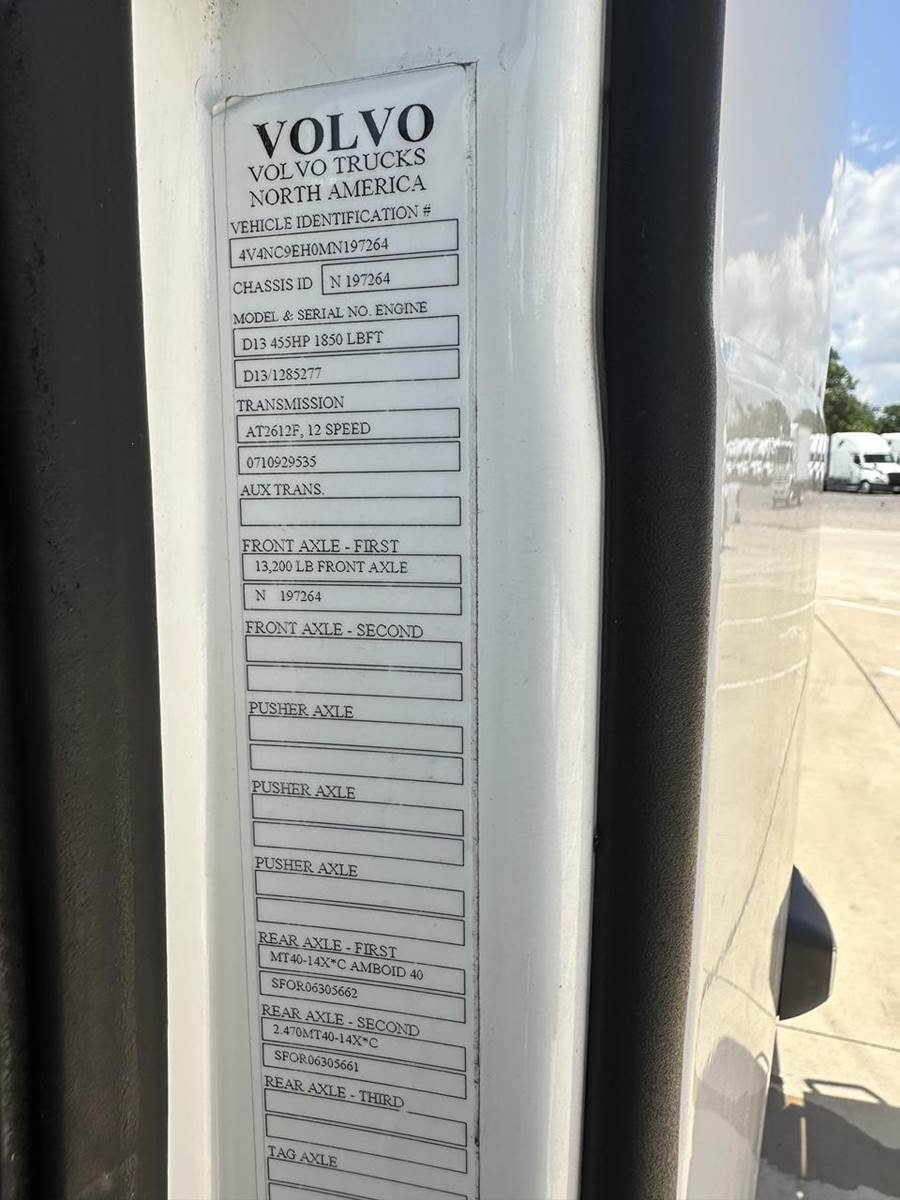 VOLVO
VOLVO TRUCKS
NORTH AMERICA
VEHICLE IDENTIFICATION #
4V4NC9EH0MN197264
CHASSIS ID N 197264
MODEL & SERIAL NO. ENGINE
D13 455HP 1850 LBFT
D13/1285277
TRANSMISSION
AT2612F, 12 SPEED
0710929535
AUX TRANS.
FRONT AXLE - FIRST
13,200 LB FRONT AXLE
N 197264
FRONT AXLE - SECOND
PUSHER AXLE
PUSHER AXLE
PUSHER AXLE
REAR AXLE - FIRST
MT40-14X*C AMBOID 40
SFOR06305662
REAR AXLE - SECOND
2.470MT40-14X*C
SFOR06305661
REAR AXLE - THIRD
TAG AXLE